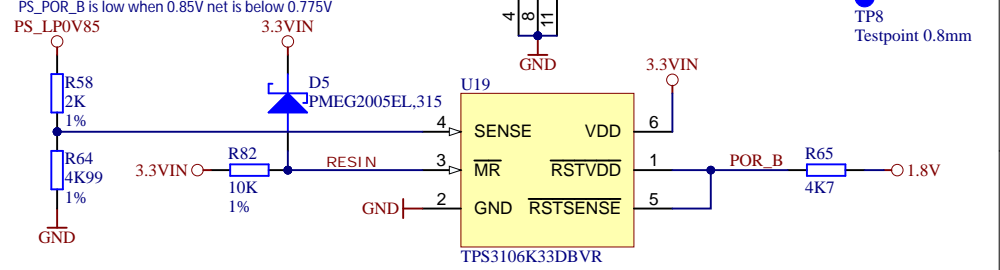 PS_POR_B is low when 0.85V net is below 0.775V
PS_LP0V85
3.3VIN
4 8 11
GND
TP8
Testpoint 0.8mm
R58
2K
1%
D5
PMEG2005EL,315
U19
3.3VIN
4 SENSE VDD 6
R64
4K99
1%
3.3VIN
R82
10K
1%
RESIN
3 MR RSTVDD 1
POR_B
R65
4K7
1.8V
GND
2 GND RSTSENSE 5
GND
TPS3106K33DBVR